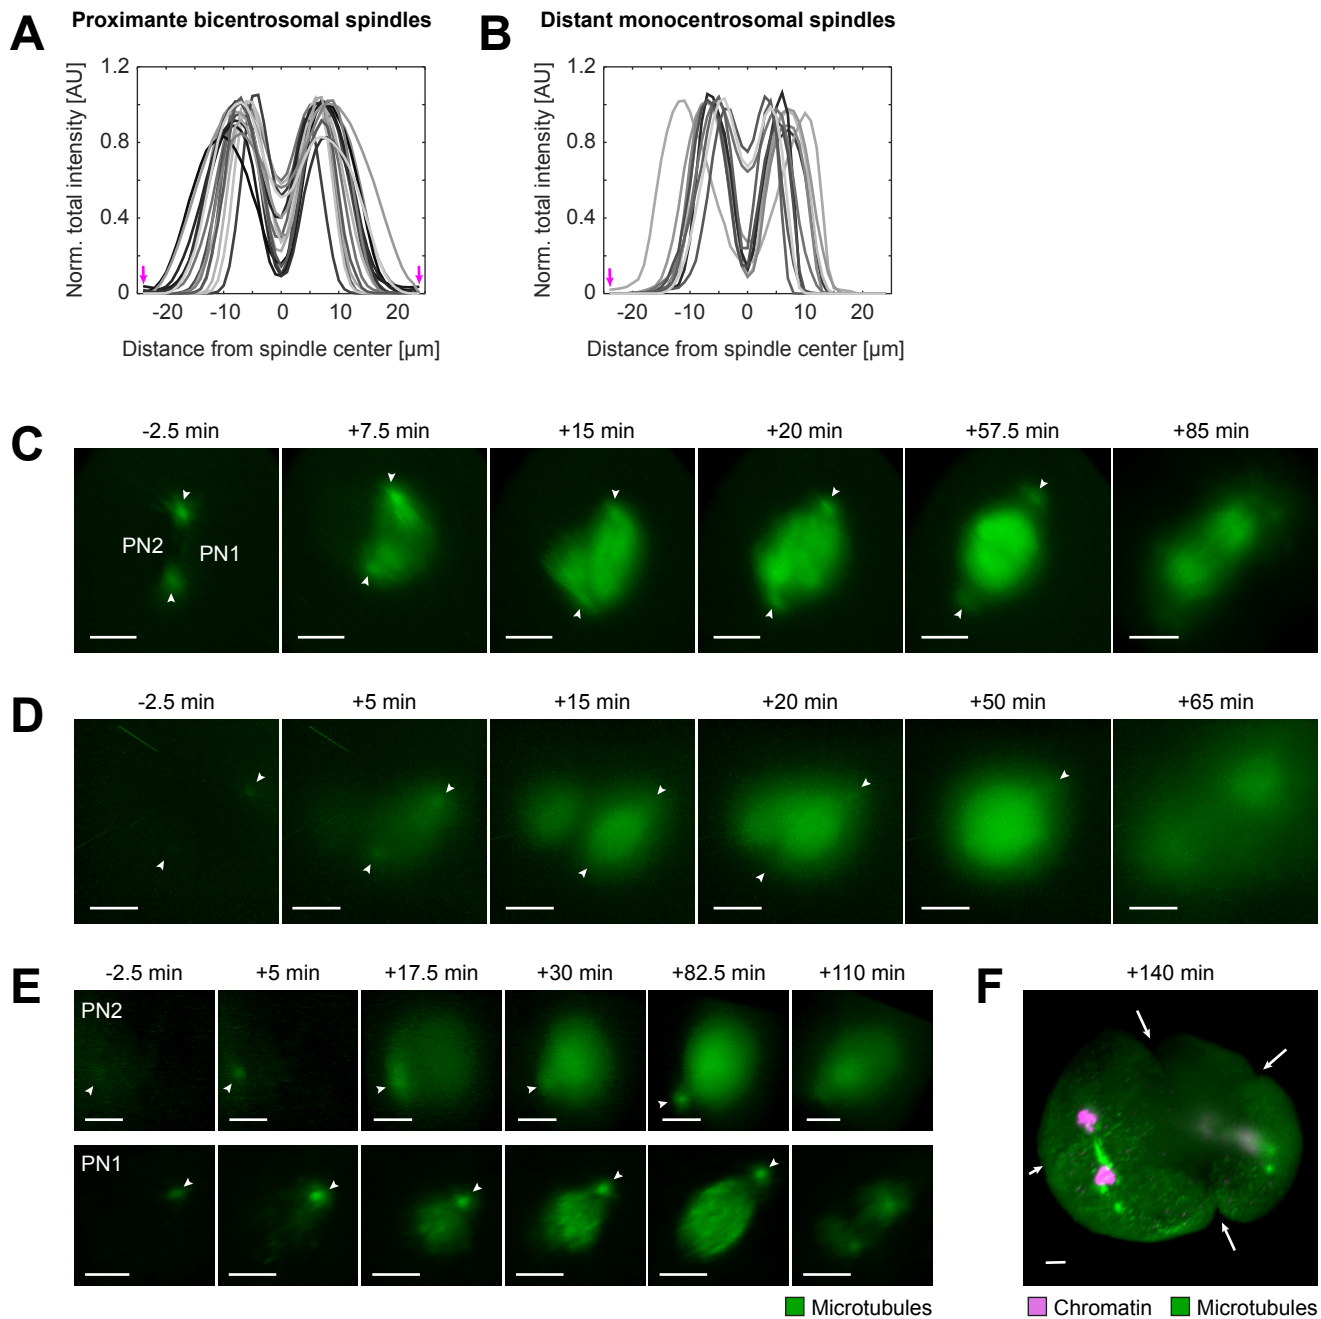 A Proximante bicentrosomal spindles
B Distant monocentrosomal spindles
Norm. total intensity [AU]
1.2
0.8
0.4
0
-20 -10 0 10 20
Distance from spindle center [µm]
Norm. total intensity [AU]
1.2
0.8
0.4
0
-20 -10 0 10 20
Distance from spindle center [µm]
C
-2.5 min +7.5 min +15 min +20 min +57.5 min +85 min
PN2 PN1
D
-2.5 min +5 min +15 min +20 min +50 min +65 min
E
-2.5 min +5 min +17.5 min +30 min +82.5 min +110 min
PN2
PN1
Microtubules
F
+140 min
Chromatin Microtubules